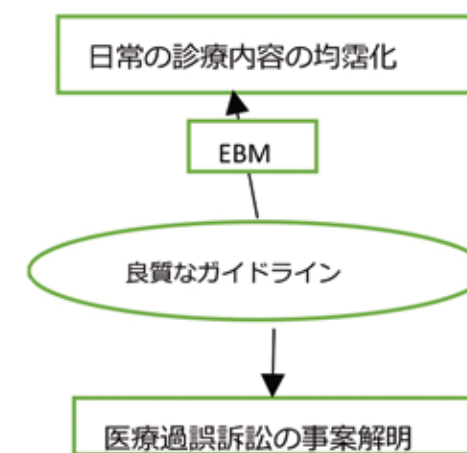 日常の診療内容の均霑化
EBM
良質なガイドライン
医療過誤訴訟の事案解明